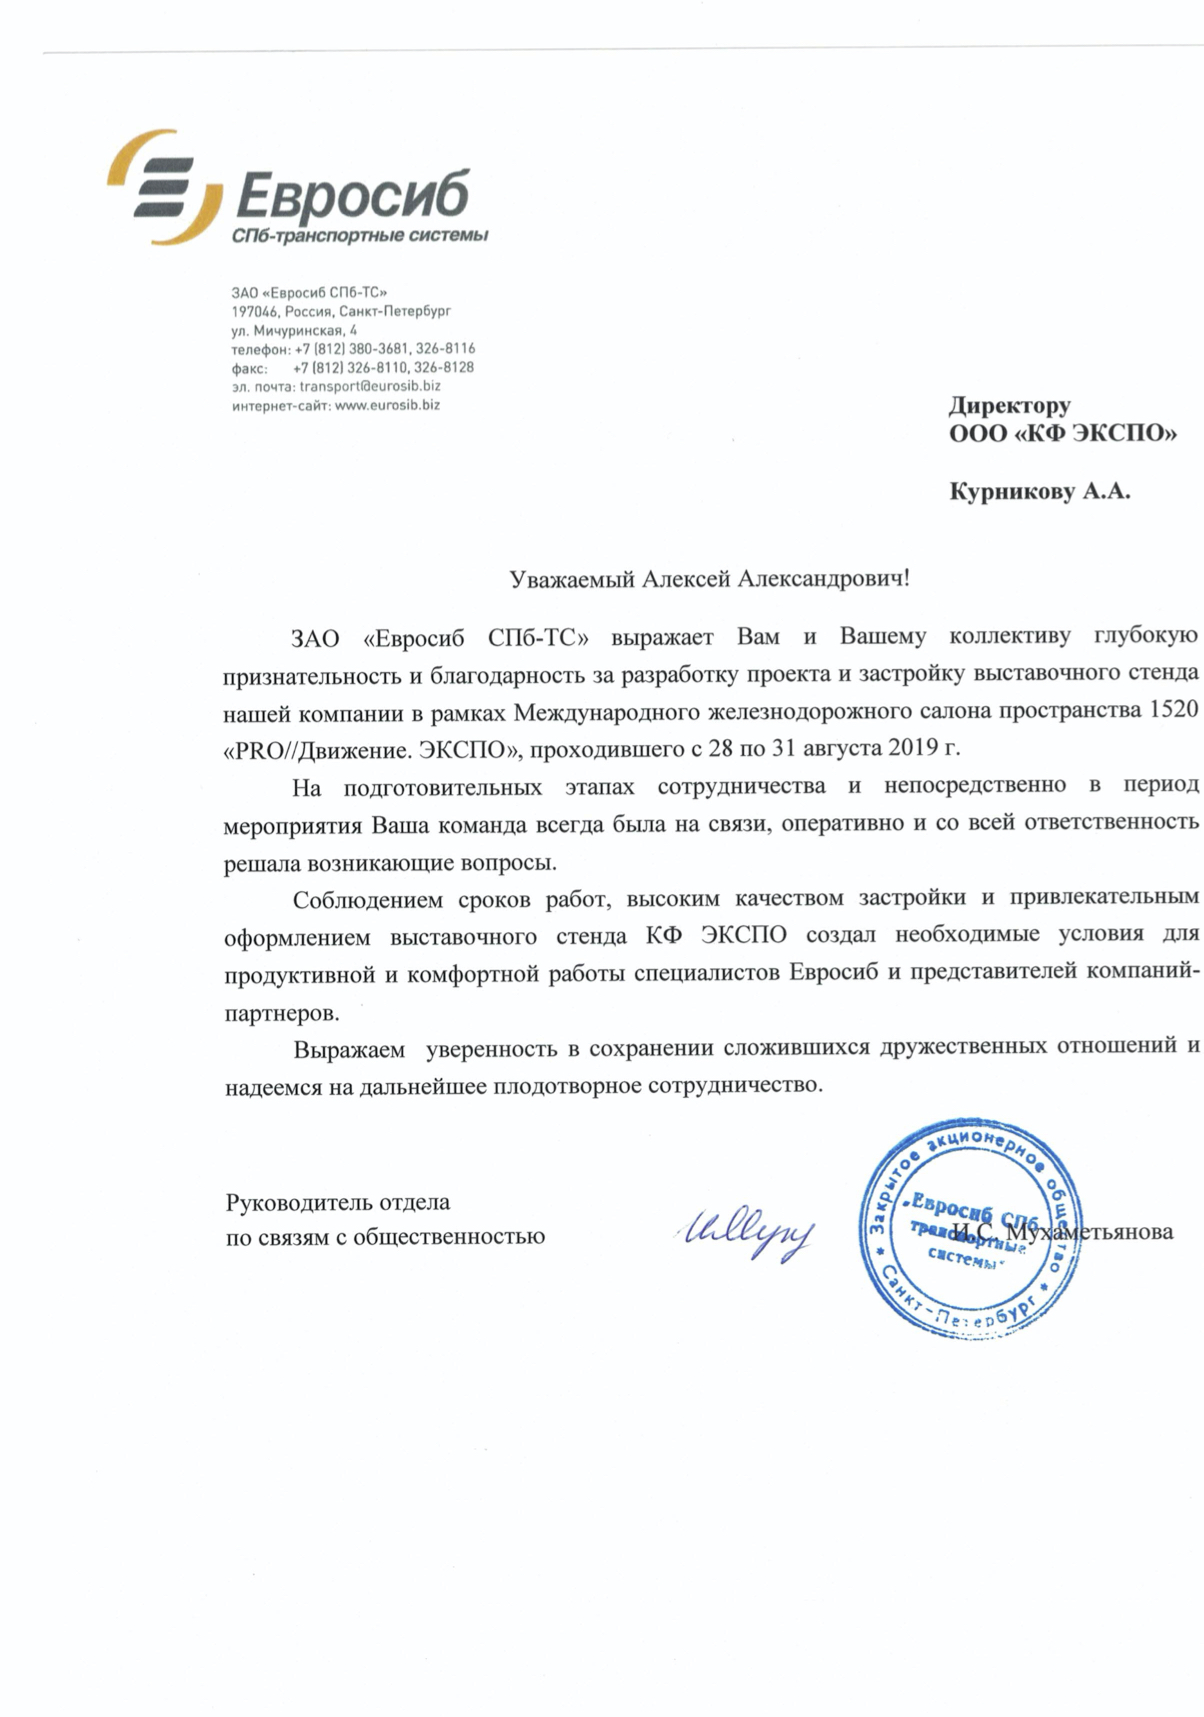 Евросиб
СПб-транспортные системы
ЗАО «Евросиб СПб-ТС»
197046, Россия, Санкт-Петербург
ул. Мичуринская, 4
телефон: +7 (812) 380-3681, 326-8116
факс: +7 (812) 326-8110, 326-8128
эл. почта: transport@eurosib.biz
интернет-сайт: www.eurosib.biz
Директору
ООО «КФ ЭКСПО»
Курникову А.А.
Уважаемый Алексей Александрович!
ЗАО «Евросиб СПб-ТС» выражает Вам и Вашему коллективу глубокую
признательность и благодарность за разработку проекта и застройку выставочного стенда
нашей компании в рамках Международного железнодорожного салона пространства 1520
«PRO//Движение. ЭКСПО», проходившего с 28 по 31 августа 2019 г.
На подготовительных этапах сотрудничества и непосредственно в период
мероприятия Ваша команда всегда была на связи, оперативно и со всей ответственность
решала возникающие вопросы.
Соблюдением сроков работ, высоким качеством застройки и привлекательным
оформлением выставочного стенда КФ ЭКСПО создал необходимые условия для
продуктивной и комфортной работы специалистов Евросиб и представителей компаний-
партнеров.
Выражаем уверенность в сохранении сложившихся дружественных отношений и
надеемся на дальнейшее плодотворное сотрудничество.
Руководитель отдела
по связям с общественностью
И.С. Мухаметьянова
* Закрытое акционерное общество *
Санкт-Петербург
„Евросиб СПб
транспортные
системы“